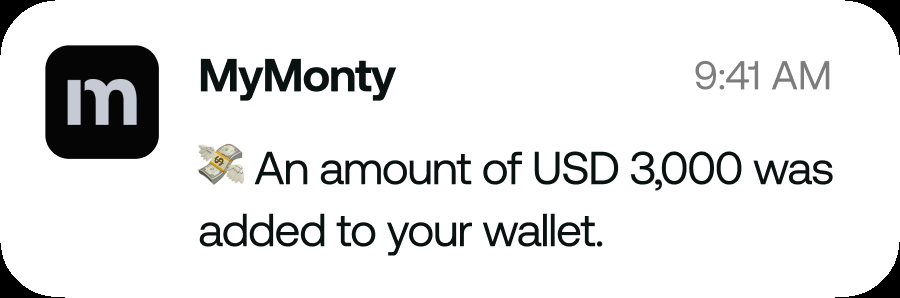 m
MyMonty 9:41 AM
💸 An amount of USD 3,000 was
added to your wallet.